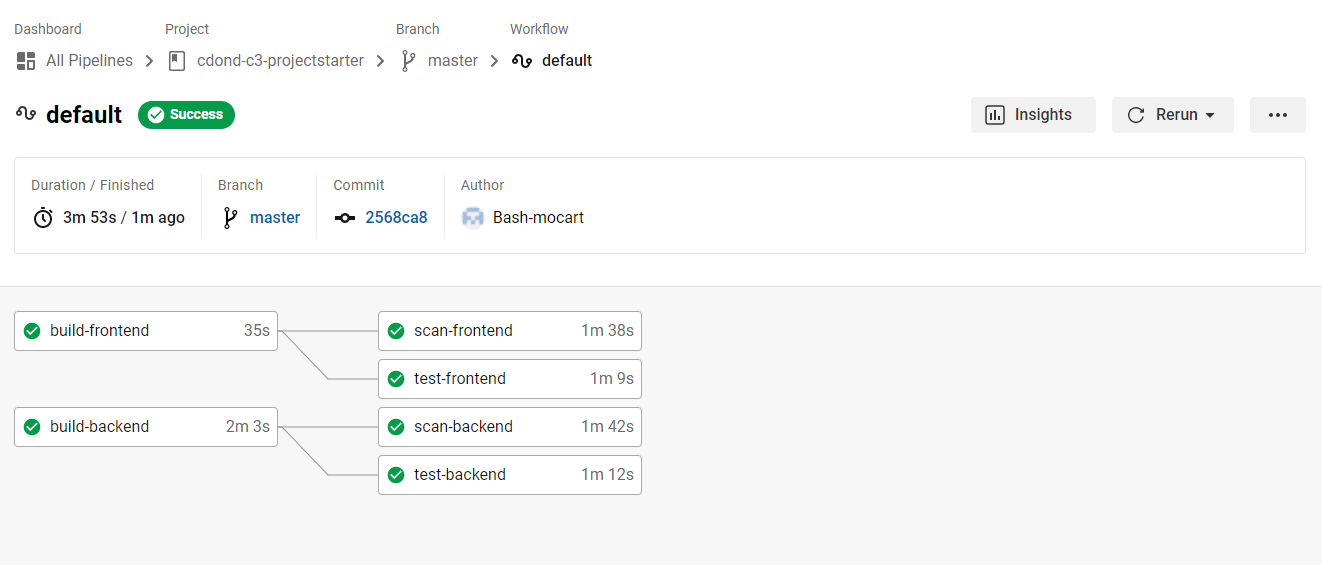 Dashboard Project Branch Workflow
All Pipelines cdond-c3-projectstarter master default
default Success Insights Rerun
Duration / Finished Branch Commit Author
3m 53s / 1m ago master 2568ca8 Bash-mocart
build-frontend 35s scan-frontend 1m 38s
test-frontend 1m 9s
build-backend 2m 3s scan-backend 1m 42s
test-backend 1m 12s